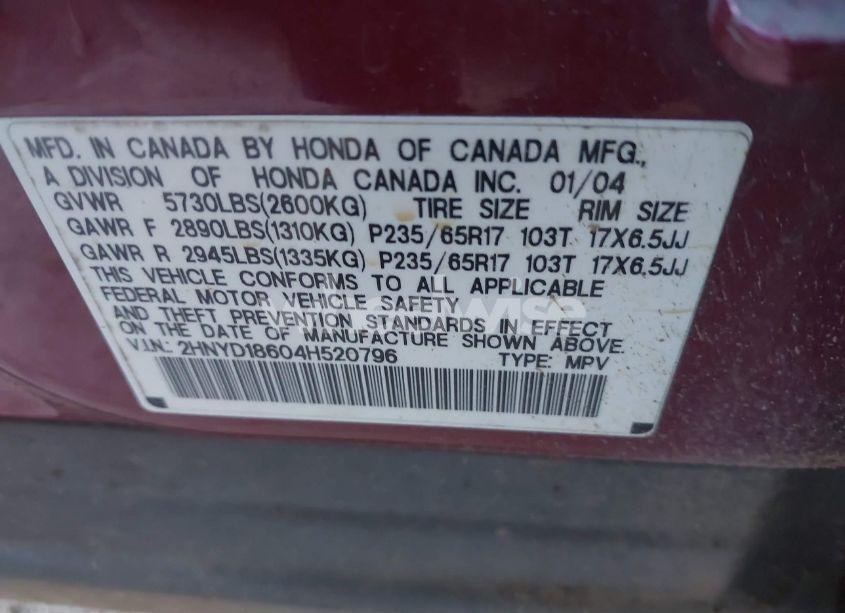 MFD. IN CANADA BY HONDA OF CANADA MFG.,
A DIVISION OF HONDA CANADA INC. 01/04
GVWR 5730LBS(2600KG) TIRE SIZE RIM SIZE
GAWR F 2890LBS(1310KG) P235/65R17 103T 17X6.5JJ
GAWR R 2945LBS(1335KG) P235/65R17 103T 17X6.5JJ
THIS VEHICLE CONFORMS TO ALL APPLICABLE
FEDERAL MOTOR VEHICLE SAFETY
AND THEFT PREVENTION STANDARDS IN EFFECT
ON THE DATE OF MANUFACTURE SHOWN ABOVE.
V.I.N.: 2HNYD18604H520796 TYPE: MPV